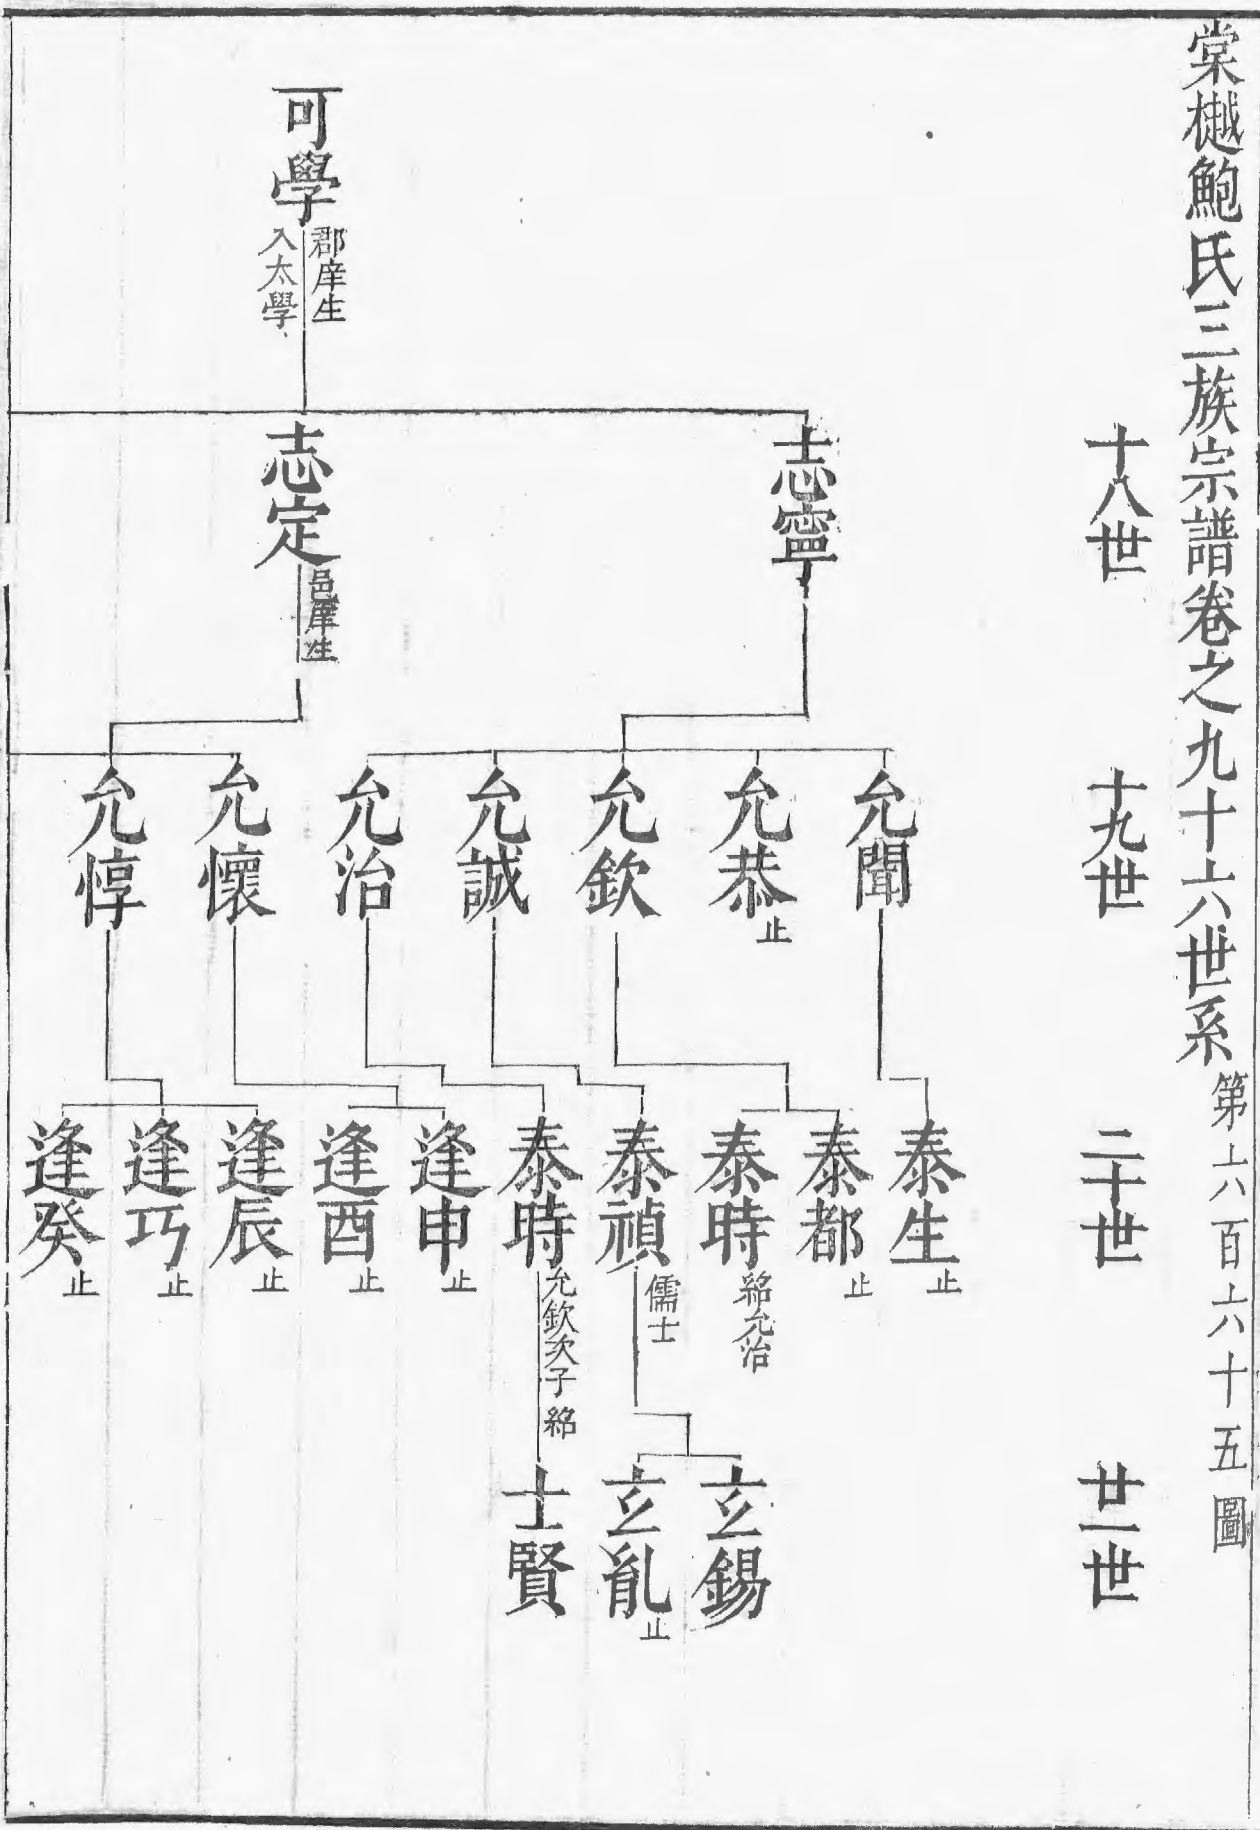 棠樾鮑氏三族宗譜卷之九十六世系 第六百六十五圖
十八世
十九世
二十世
廿一世
可學
郡庠生
入太學
志寧
志定
邑庠生
允聞
允恭 止
允欽
允誠
允治
允懷
允惇
泰生 止
泰都 止
泰時 紹允治
泰禎 儒士
泰時 允欽次子紹
逢申 止
逢酉 止
逢辰 止
逢巧 止
逢癸 止
玄錫
玄胤 止
士賢